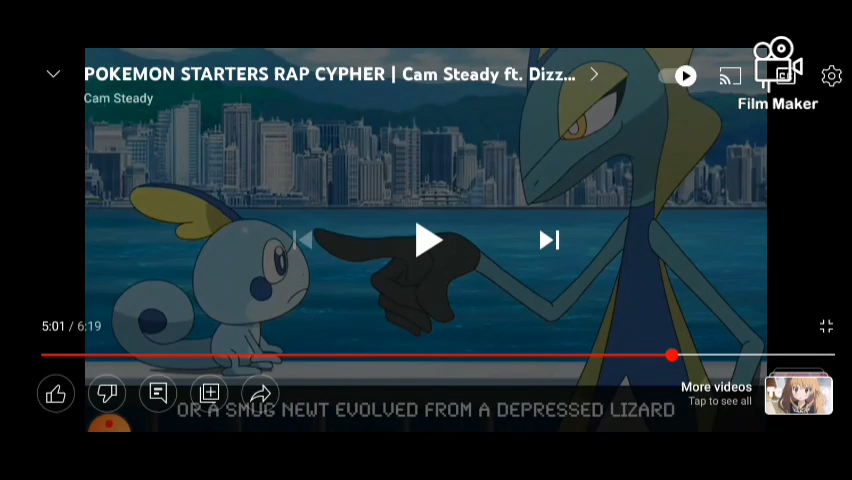 POKEMON STARTERS RAP CYPHER | Cam Steady ft. Dizz...
Cam Steady
Film Maker
5:01 / 6:19
More videos
Tap to see all
OR A SMUG NEWT EVOLVED FROM A DEPRESSED LIZARD